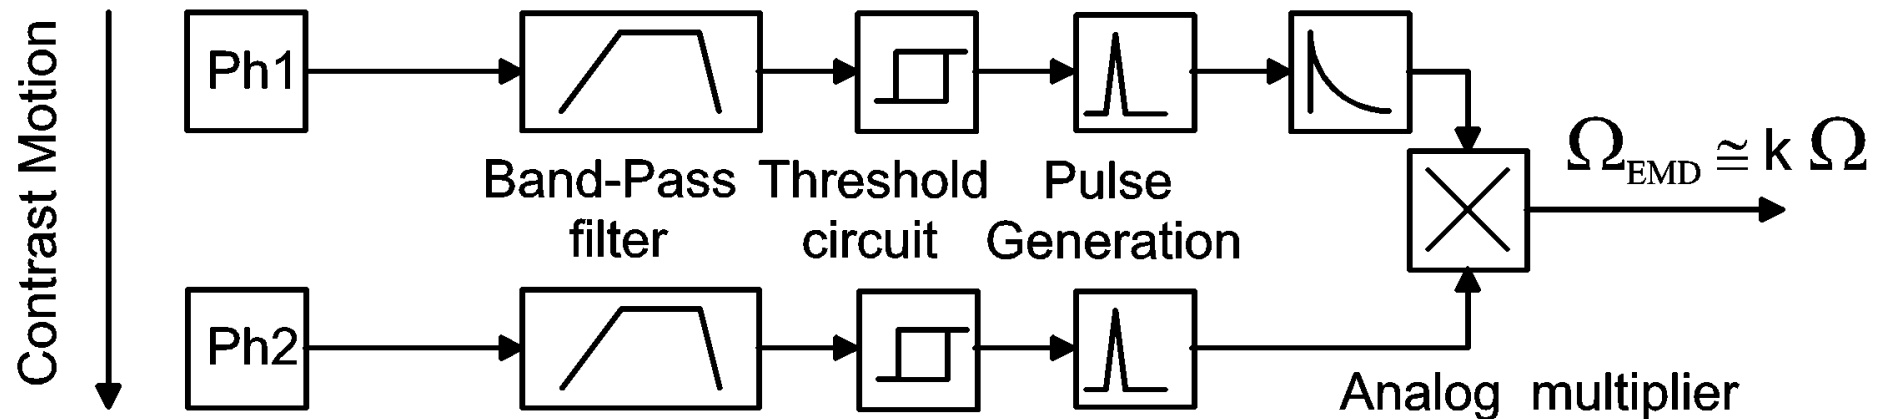 Contrast Motion
Ph1
Band-Pass
filter
Threshold
circuit
Pulse
Generation
Ω_EMD ≅ k Ω
Ph2
Analog multiplier